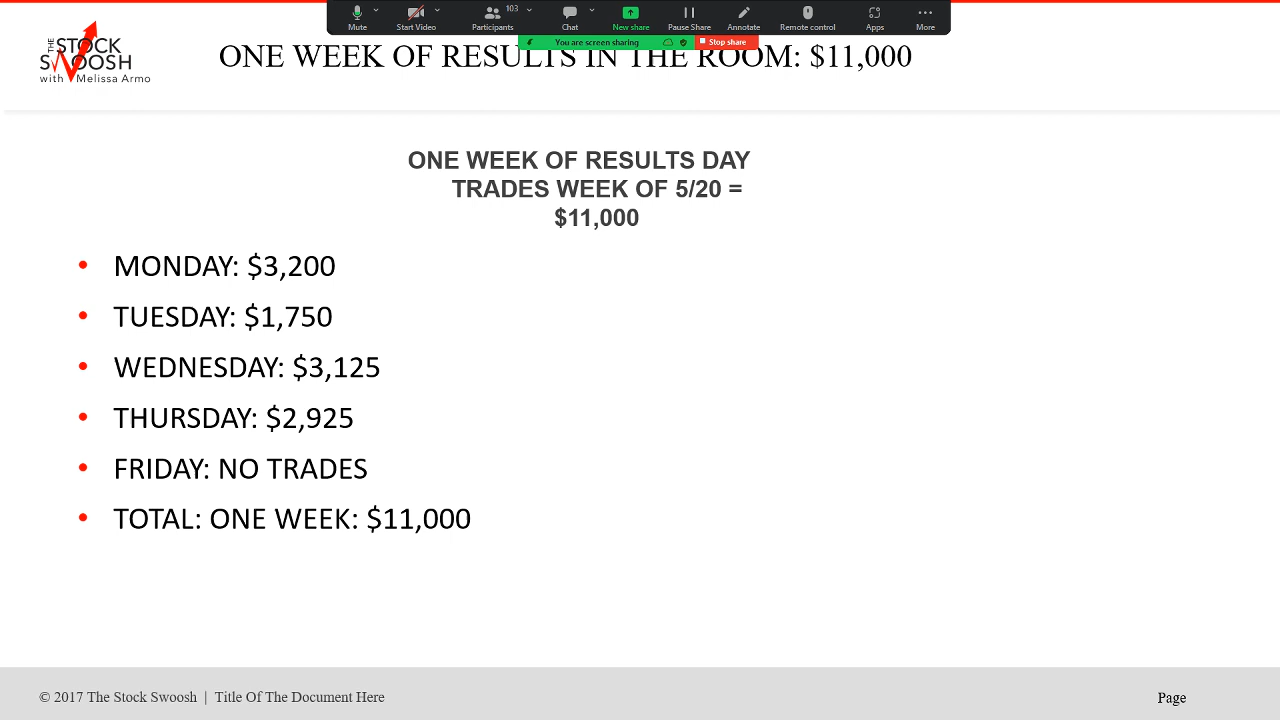 Mute
Start Video
Participants
103
Chat
New share
Pause Share
Annotate
Remote control
Apps
More
You are screen sharing
Stop share
THE
STOCK
SWOOSH
with Melissa Armo
ONE WEEK OF RESULTS IN THE ROOM: $11,000
ONE WEEK OF RESULTS DAY
TRADES WEEK OF 5/20 =
$11,000
• MONDAY: $3,200
• TUESDAY: $1,750
• WEDNESDAY: $3,125
• THURSDAY: $2,925
• FRIDAY: NO TRADES
• TOTAL: ONE WEEK: $11,000
© 2017 The Stock Swoosh | Title Of The Document Here
Page